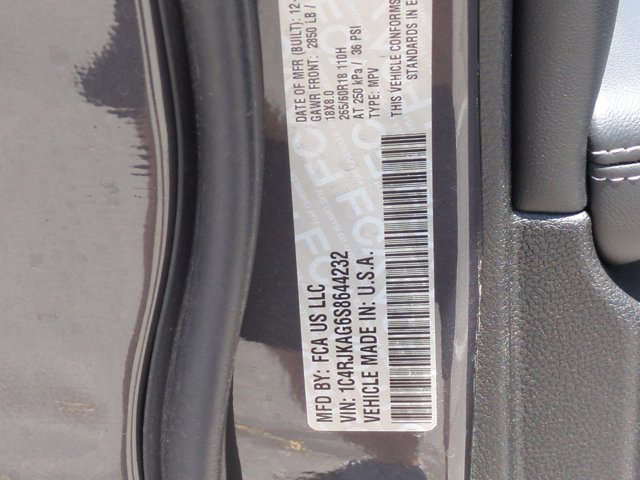 MFD BY: FCA US LLC
VIN: 1C4RJKAG6S8644232
VEHICLE MADE IN: U.S.A.
DATE OF MFR (BUILT): 12-
GAWR FRONT: 2850 LB /
18X8.0
265/60R18 110H
AT 250 kPa / 36 PSI
TYPE: MPV
THIS VEHICLE CONFORMS
STANDARDS IN E